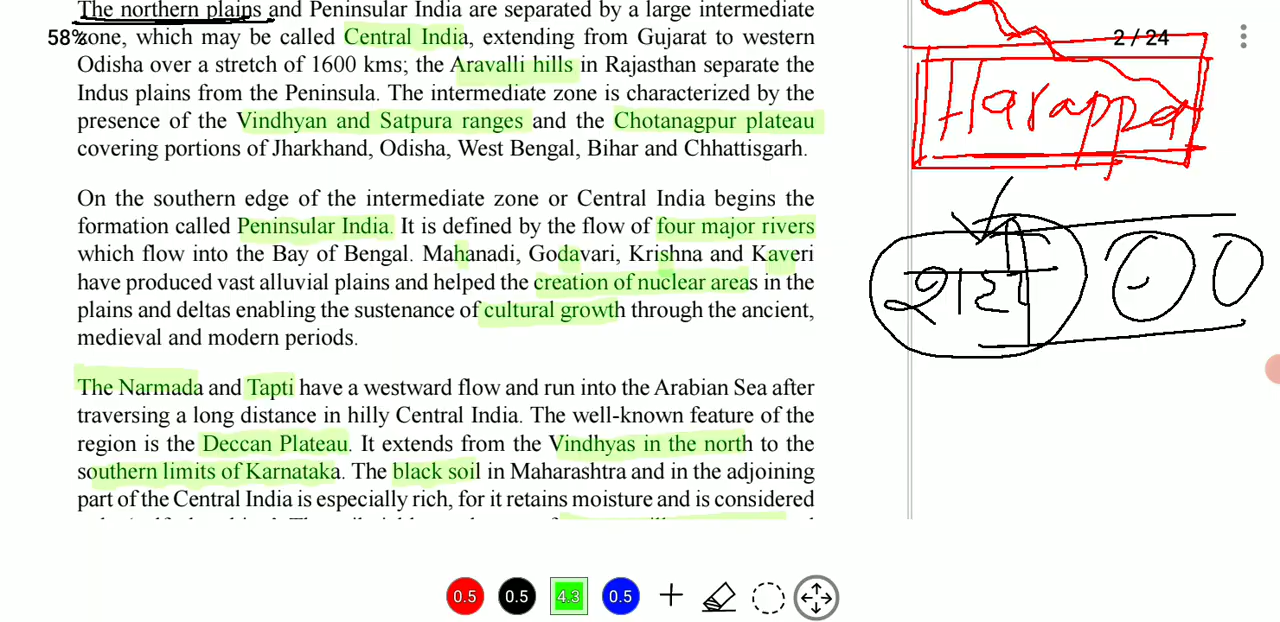 The northern plains and Peninsular India are separated by a large intermediate
2 / 24
58%
zone, which may be called Central India, extending from Gujarat to western
Odisha over a stretch of 1600 kms; the Aravalli hills in Rajasthan separate the
Indus plains from the Peninsula. The intermediate zone is characterized by the
presence of the Vindhyan and Satpura ranges and the Chotanagpur plateau
covering portions of Jharkhand, Odisha, West Bengal, Bihar and Chhattisgarh.
Harappa
On the southern edge of the intermediate zone or Central India begins the
formation called Peninsular India. It is defined by the flow of four major rivers
which flow into the Bay of Bengal. Mahanadi, Godavari, Krishna and Kaveri
have produced vast alluvial plains and helped the creation of nuclear areas in the
plains and deltas enabling the sustenance of cultural growth through the ancient,
medieval and modern periods.
The Narmada and Tapti have a westward flow and run into the Arabian Sea after
traversing a long distance in hilly Central India. The well-known feature of the
region is the Deccan Plateau. It extends from the Vindhyas in the north to the
southern limits of Karnataka. The black soil in Maharashtra and in the adjoining
part of the Central India is especially rich, for it retains moisture and is considered
0.5 0.5 4.3 0.5